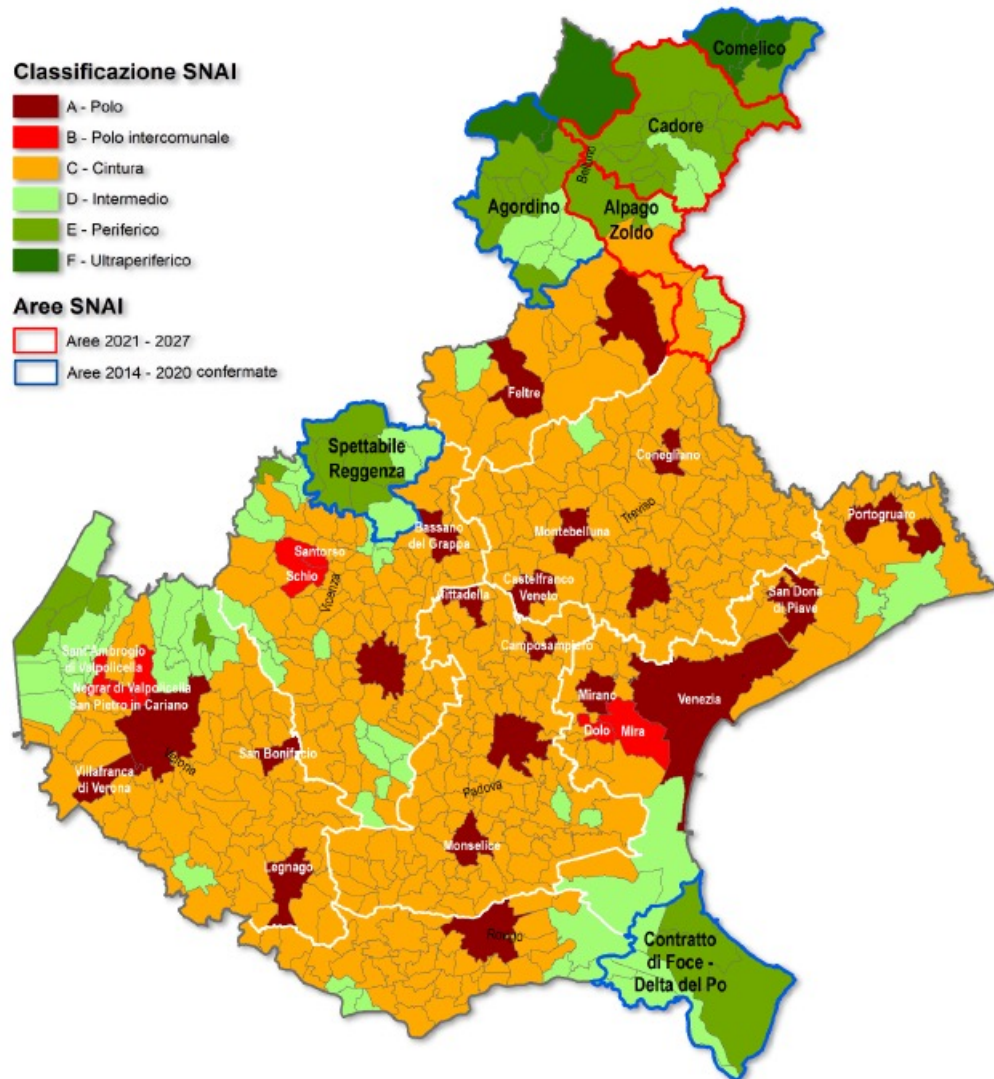 Classificazione SNAI
A - Polo
B - Polo intercomunale
C - Cintura
D - Intermedio
E - Periferico
F - Ultraperiferico
Aree SNAI
Aree 2021 - 2027
Aree 2014 - 2020 confermate
Comelico
Cadore
Belluno
Agordino
Alpago
Zoldo
Feltre
Spettabile
Reggenza
Conegliano
Treviso
Portogruaro
Bassano
del Grappa
Montebelluna
Santorso
Schio
Vicenza
Castelfranco
Veneto
Cittadella
San Dona
di Piave
Camposampiero
Sant'Ambrogio
di Valpolicella
Negrar di Valpolicella
San Pietro in Cariano
Mirano
Venezia
Dolo
Mira
Verona
San Bonifacio
Villafranca
di Verona
Padova
Monselice
Legnago
Rovigo
Contratto
di Foce -
Delta del Po